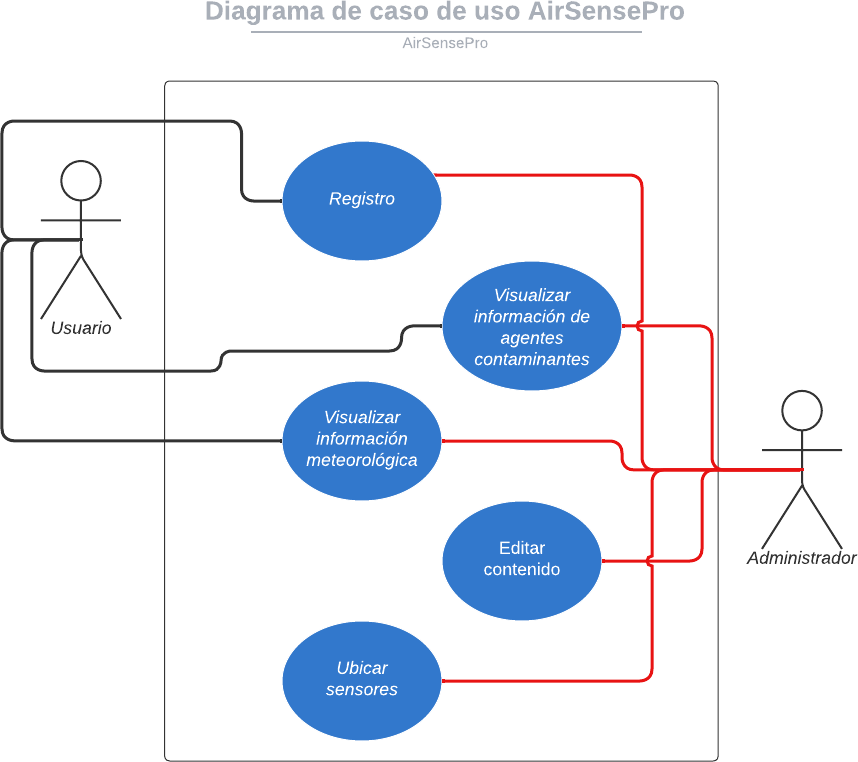 Diagrama de caso de uso AirSensePro
AirSensePro
Registro
Visualizar
información de
agentes
contaminantes
Usuario
Visualizar
información
meteorológica
Editar
contenido
Administrador
Ubicar
sensores